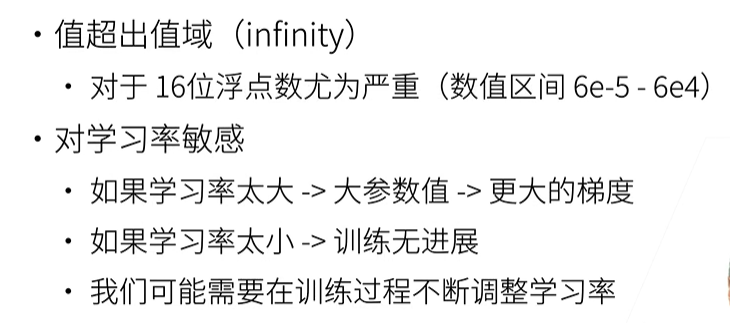 • 值超出值域（infinity）
• 对于 16位浮点数尤为严重（数值区间 6e-5 - 6e4）
• 对学习率敏感
• 如果学习率太大 -> 大参数值 -> 更大的梯度
• 如果学习率太小 -> 训练无进展
• 我们可能需要在训练过程不断调整学习率